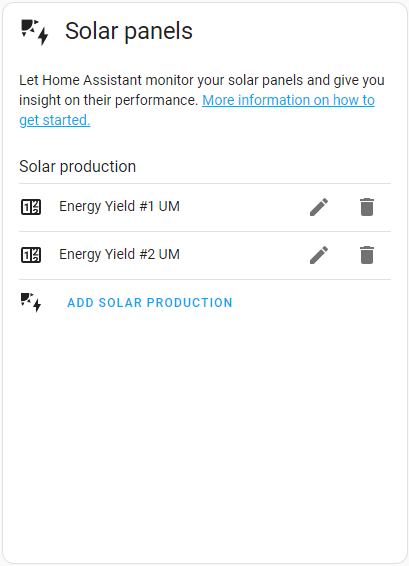 Solar panels
Let Home Assistant monitor your solar panels and give you
insight on their performance. More information on how to
get started.
Solar production
Energy Yield #1 UM
Energy Yield #2 UM
ADD SOLAR PRODUCTION